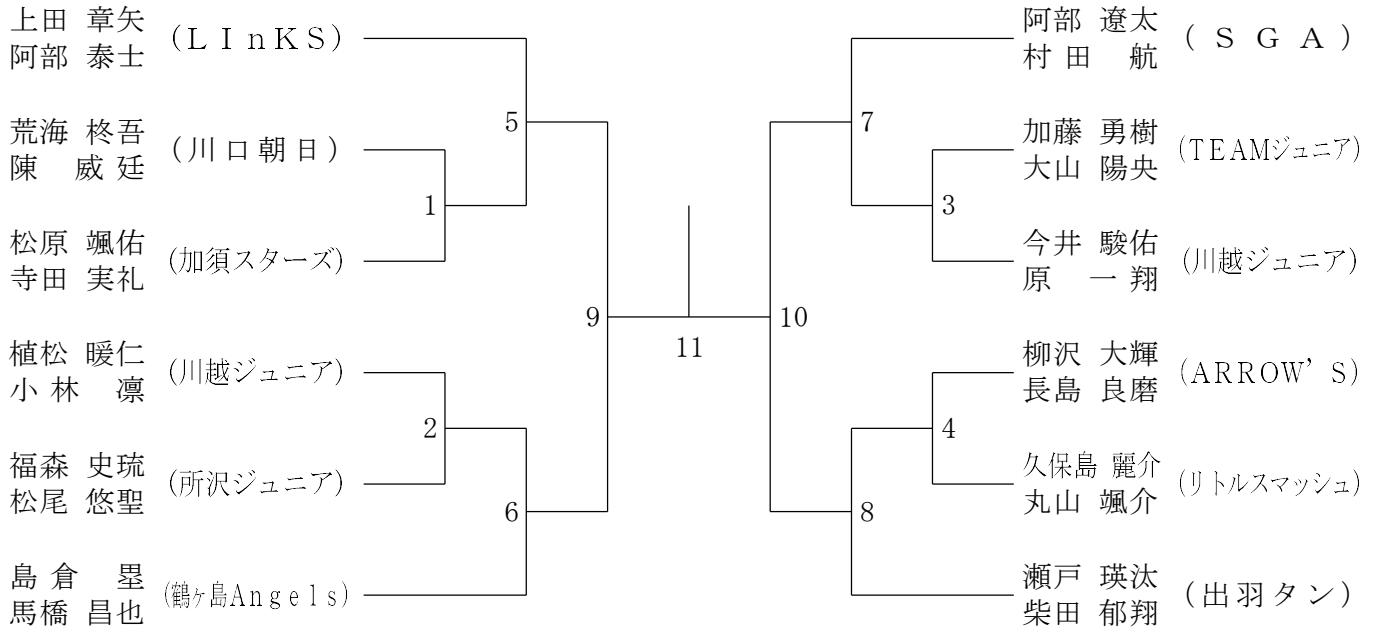 上田 章矢
阿部 泰士
(LInKS)
荒海 柊吾
陳 威廷
(川口朝日)
松原 颯佑
寺田 実礼
(加須スターズ)
植松 暖仁
小林 凛
(川越ジュニア)
福森 史琉
松尾 悠聖
(所沢ジュニア)
島倉 塁
馬橋 昌也
(鶴ヶ島Angels)
5
1
9
2
6
11
7
3
10
4
8
阿部 遼太
村田 航
(SGA)
加藤 勇樹
大山 陽央
(TEAMジュニア)
今井 駿佑
原 一翔
(川越ジュニア)
柳沢 大輝
長島 良磨
(ARROW'S)
久保島 麗介
丸山 颯介
(リトルスマッシュ)
瀬戸 瑛汰
柴田 郁翔
(出羽タン)